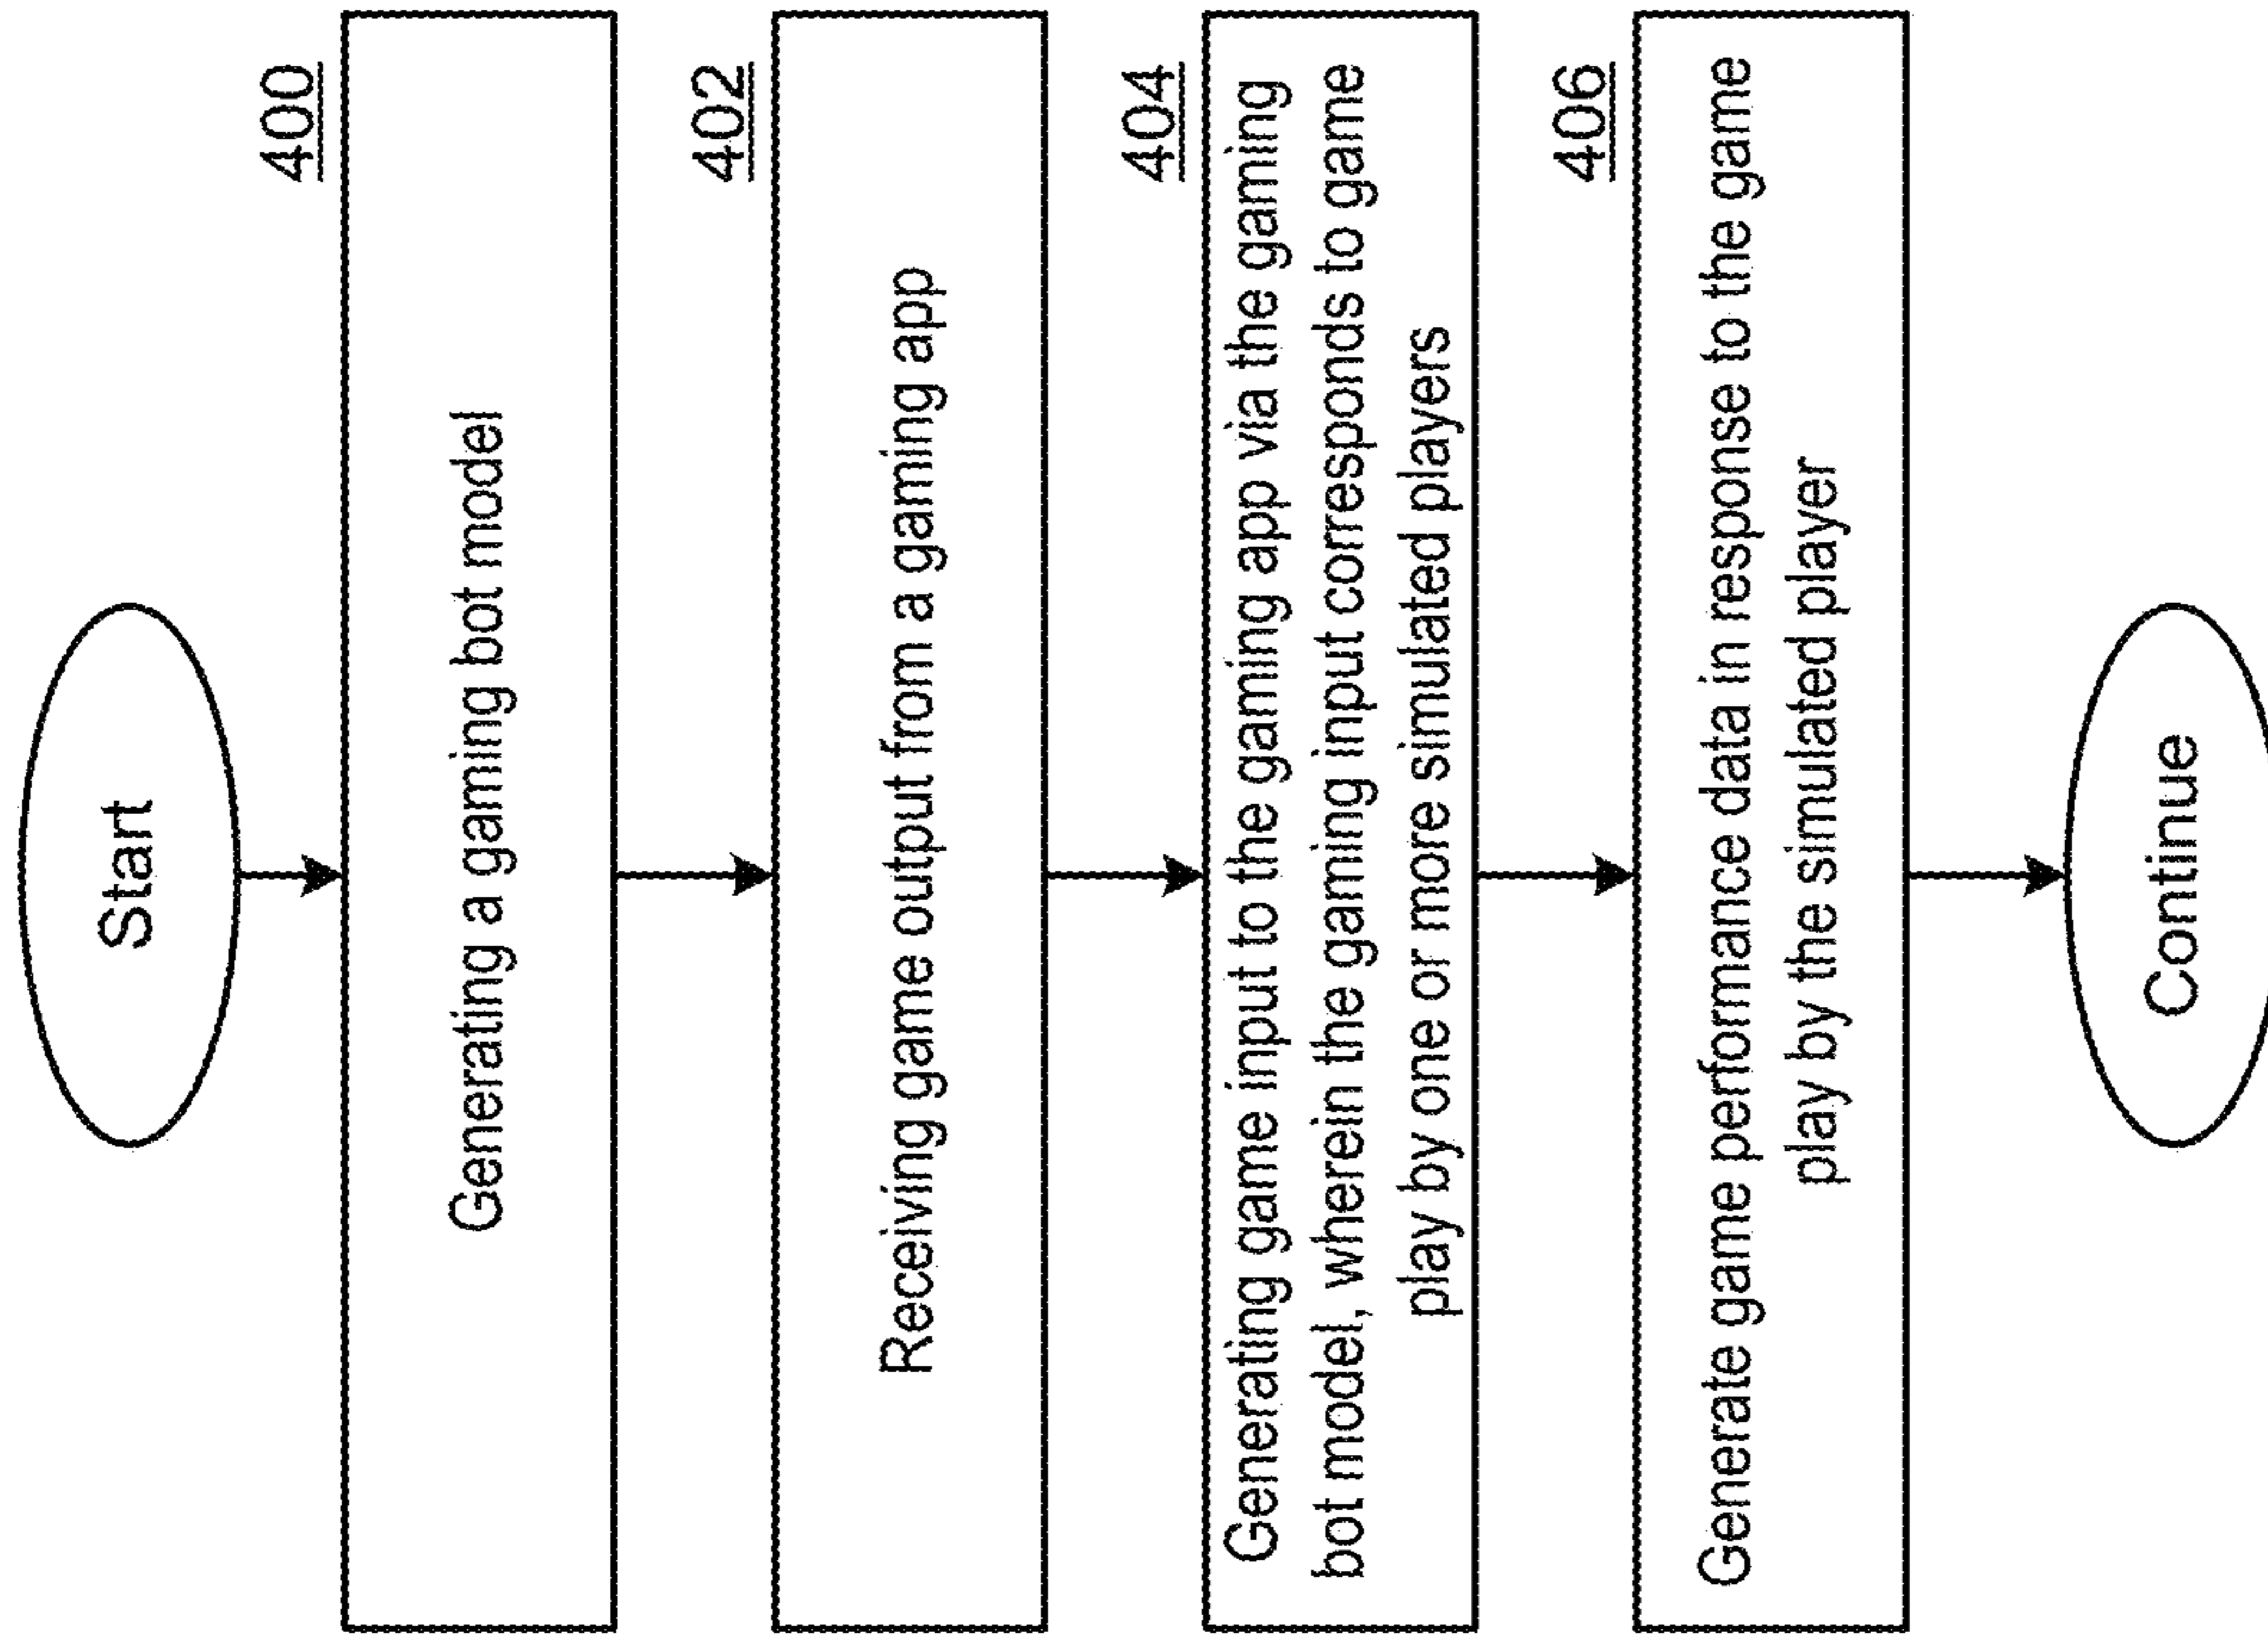 Start
400
Generating a gaming bot model
402
Receiving game output from a gaming app
404
Generating game input to the gaming app via the gaming
bot model, wherein the gaming input corresponds to game
play by one or more simulated players
406
Generate game performance data in response to the game
play by the simulated player
Continue